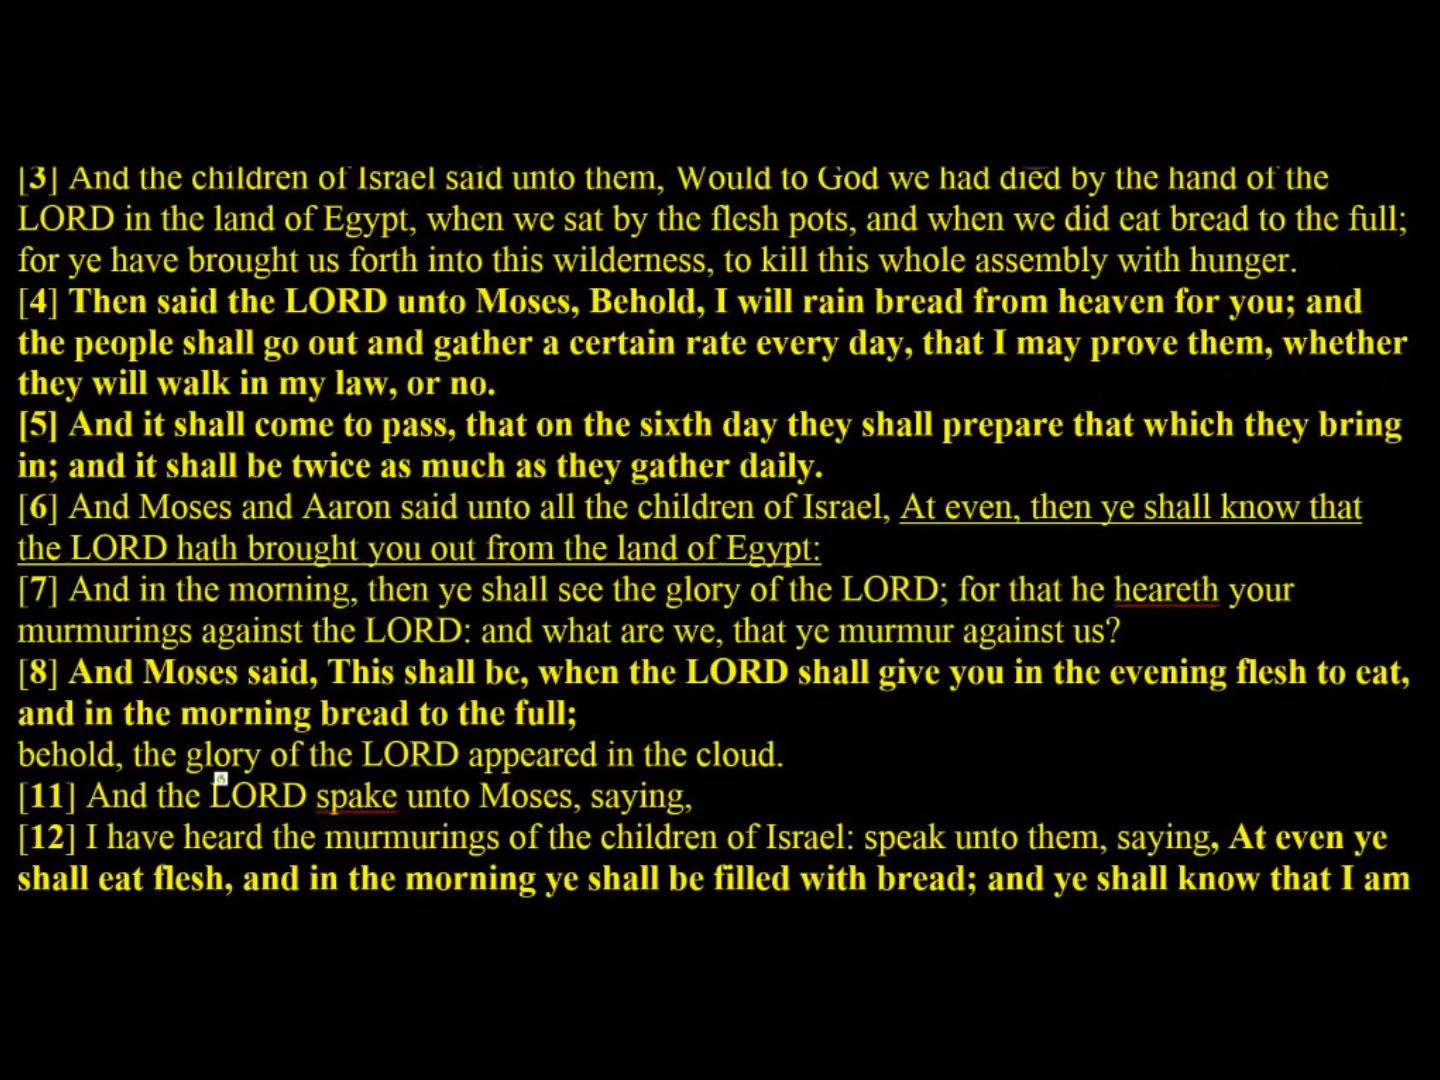 [3] And the children of Israel said unto them, Would to God we had died by the hand of the
LORD in the land of Egypt, when we sat by the flesh pots, and when we did eat bread to the full;
for ye have brought us forth into this wilderness, to kill this whole assembly with hunger.
[4] Then said the LORD unto Moses, Behold, I will rain bread from heaven for you; and
the people shall go out and gather a certain rate every day, that I may prove them, whether
they will walk in my law, or no.
[5] And it shall come to pass, that on the sixth day they shall prepare that which they bring
in; and it shall be twice as much as they gather daily.
[6] And Moses and Aaron said unto all the children of Israel, At even, then ye shall know that
the LORD hath brought you out from the land of Egypt:
[7] And in the morning, then ye shall see the glory of the LORD; for that he heareth your
murmurings against the LORD: and what are we, that ye murmur against us?
[8] And Moses said, This shall be, when the LORD shall give you in the evening flesh to eat,
and in the morning bread to the full;
behold, the glory of the LORD appeared in the cloud.
[11] And the LORD spake unto Moses, saying,
[12] I have heard the murmurings of the children of Israel: speak unto them, saying, At even ye
shall eat flesh, and in the morning ye shall be filled with bread; and ye shall know that I am